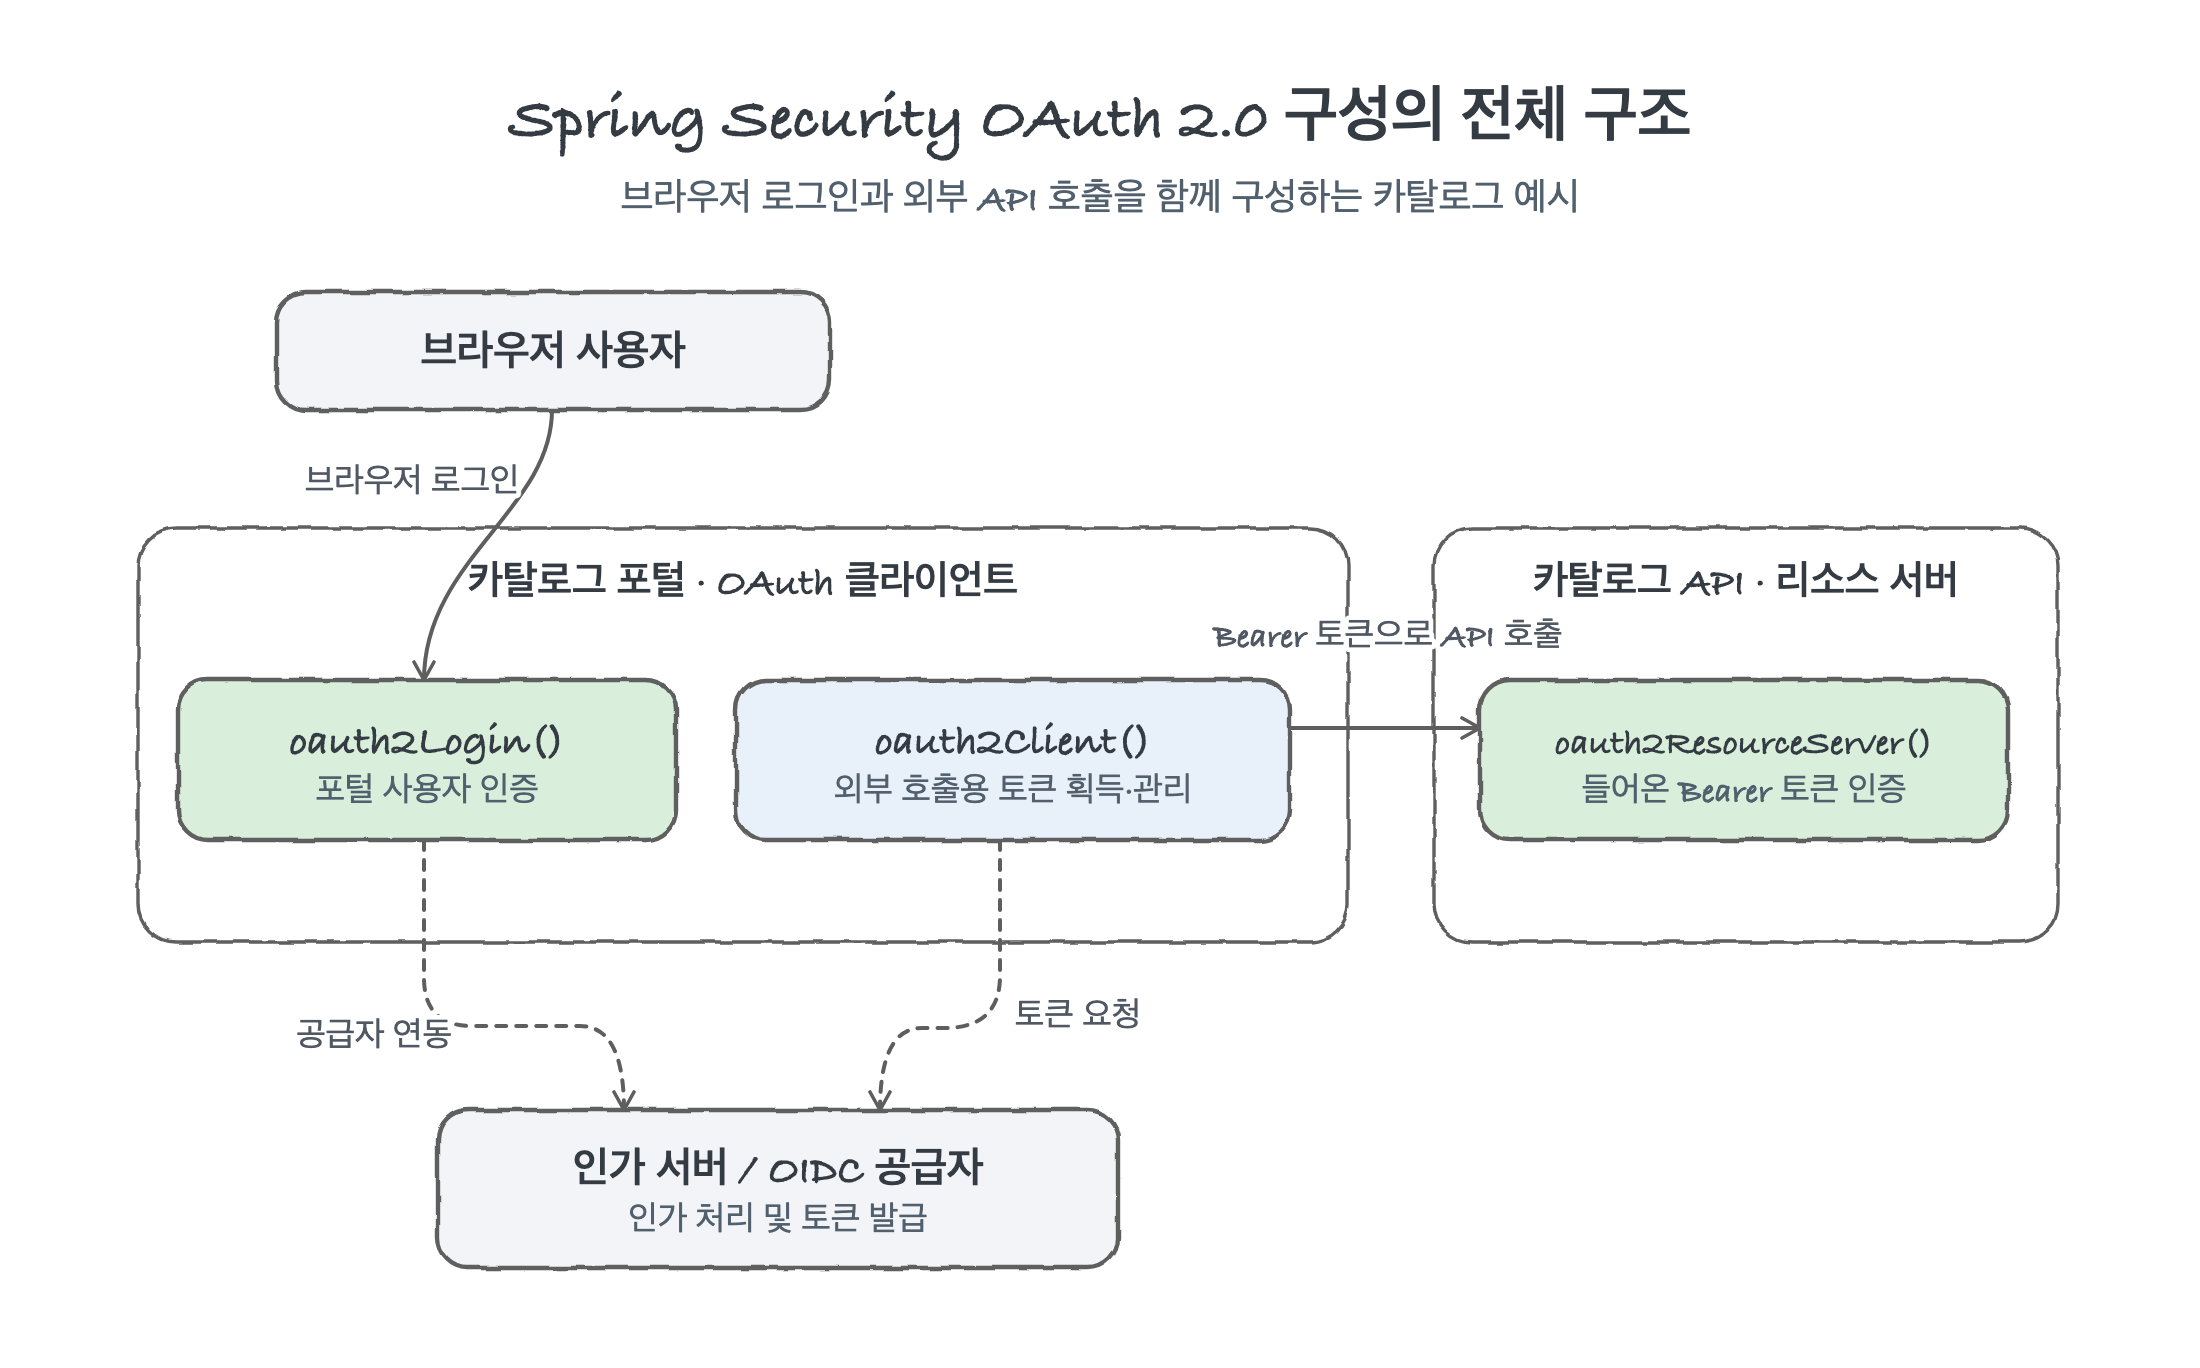 Spring Security OAuth 2.0 구성의 전체 구조
브라우저 로그인과 외부 API 호출을 함께 구성하는 카탈로그 예시
브라우저 사용자
브라우저 로그인
카탈로그 포털 · OAuth 클라이언트
카탈로그 API · 리소스 서버
Bearer 토큰으로 API 호출
oauth2Login()
포털 사용자 인증
oauth2Client()
외부 호출용 토큰 획득·관리
oauth2ResourceServer()
들어온 Bearer 토큰 인증
공급자 연동
토큰 요청
인가 서버 / OIDC 공급자
인가 처리 및 토큰 발급